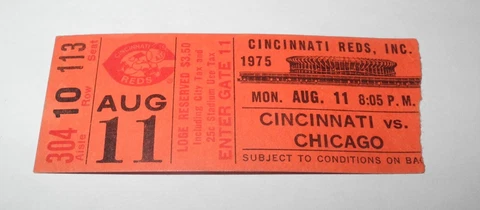 113 Seat
10 Row
304 Aisle
CINCINNATI
REDS
AUG
11
LOGE RESERVED $3.50
Including City Tax and
25¢ Stadium Use Tax
ENTER GATE 11
CINCINNATI REDS, INC.
1975
MON. AUG. 11 8:05 P.M.
CINCINNATI vs.
CHICAGO
SUBJECT TO CONDITIONS ON BAC